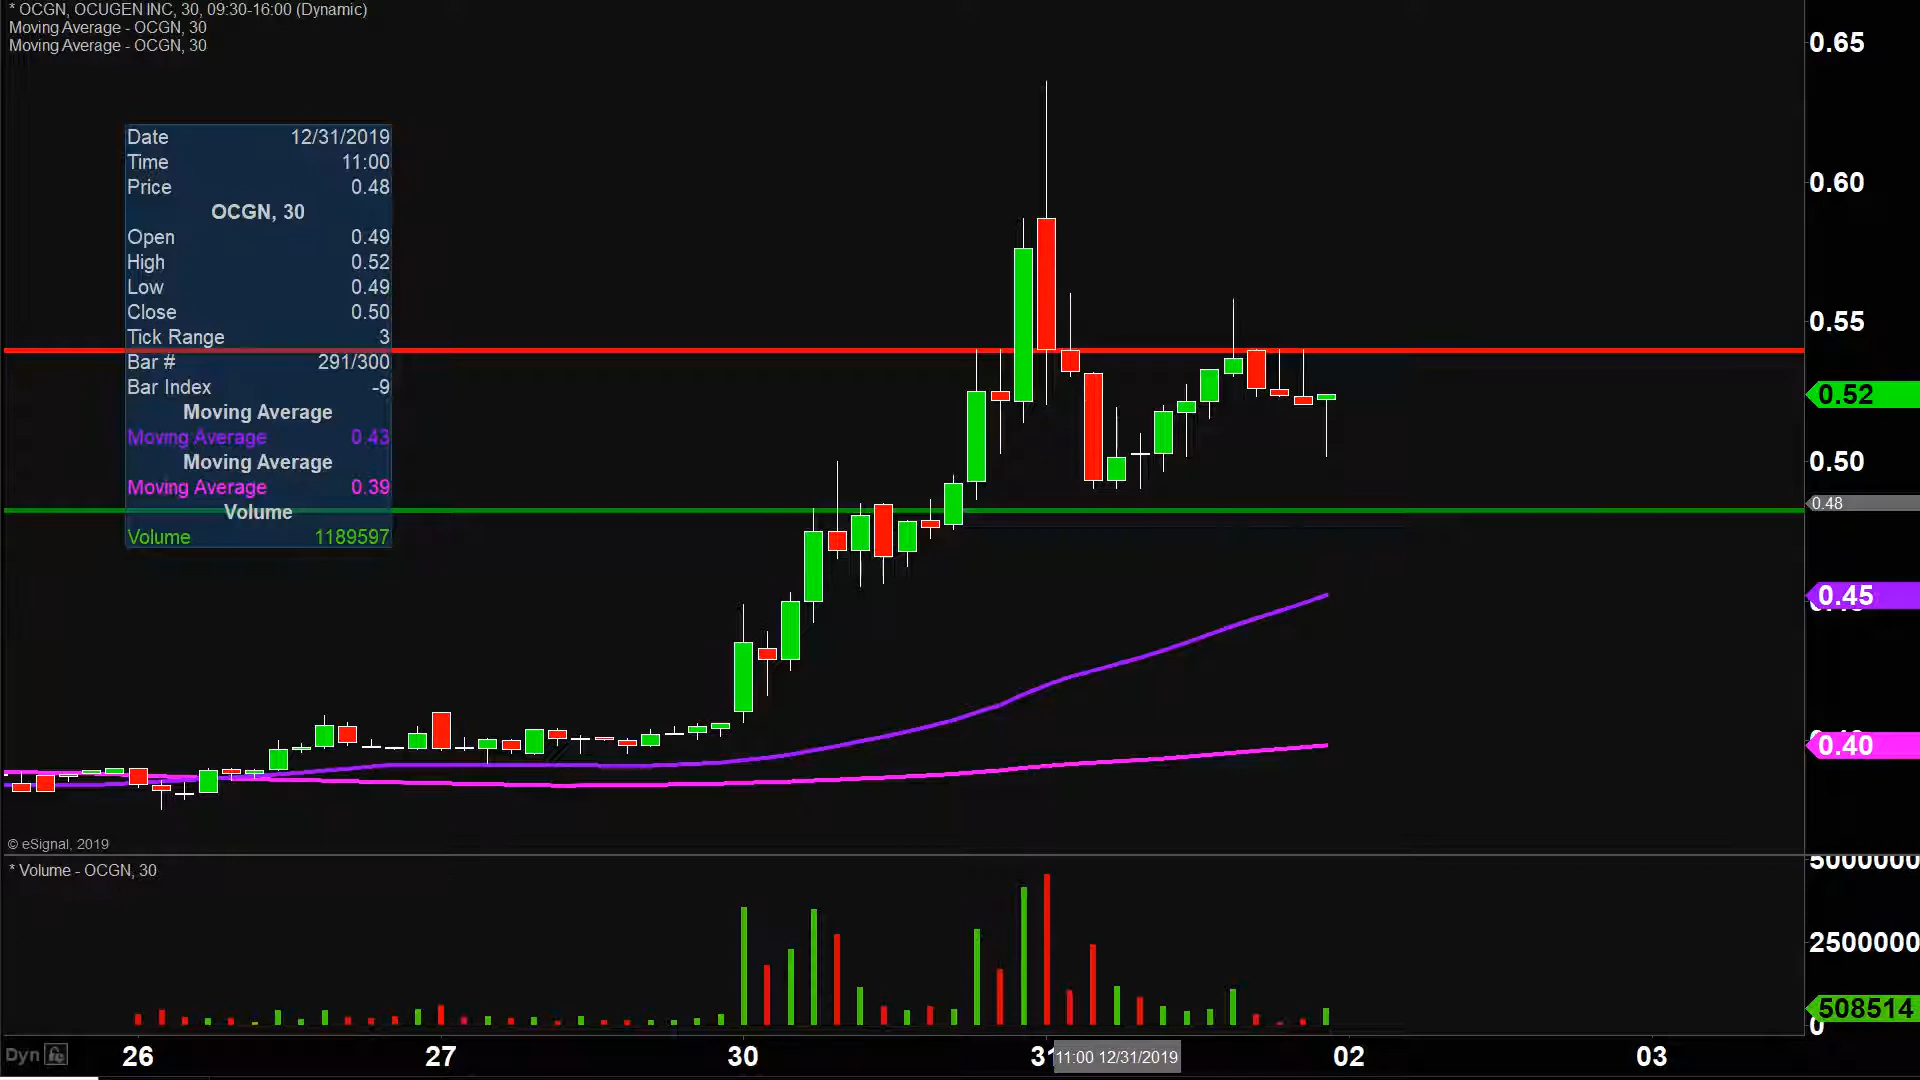 * OCGN, OCUGEN INC, 30, 09:30-16:00 (Dynamic)
Moving Average - OCGN, 30
Moving Average - OCGN, 30
Date 12/31/2019
Time 11:00
Price 0.48
OCGN, 30
Open 0.49
High 0.52
Low 0.49
Close 0.50
Tick Range 3
Bar # 291/300
Bar Index -9
Moving Average
Moving Average 0.43
Moving Average
Moving Average 0.39
Volume
Volume 1189597
0.65
0.60
0.55
0.52
0.50
0.48
0.45
0.40
© eSignal, 2019
* Volume - OCGN, 30
5000000
2500000
508514
0
Dyn 26 27 30 31 11:00 12/31/2019 02 03